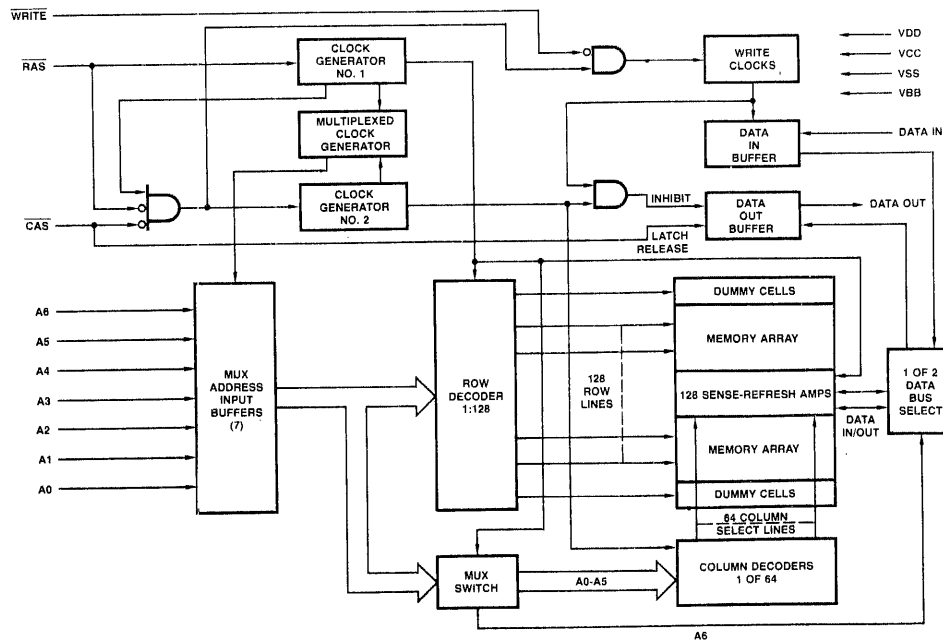 WRITE
RAS
CAS
CLOCK
GENERATOR
NO. 1
MULTIPLEXED
CLOCK
GENERATOR
CLOCK
GENERATOR
NO. 2
WRITE
CLOCKS
VDD
VCC
VSS
VBB
DATA
IN
BUFFER
DATA IN
INHIBIT
LATCH
RELEASE
DATA
OUT
BUFFER
DATA OUT
A6
A5
A4
A3
A2
A1
A0
MUX
ADDRESS
INPUT
BUFFERS
(7)
ROW
DECODER
1:128
128
ROW
LINES
DUMMY CELLS
MEMORY ARRAY
128 SENSE-REFRESH AMPS
MEMORY ARRAY
DUMMY CELLS
DATA
IN/OUT
1 OF 2
DATA
BUS
SELECT
64 COLUMN
SELECT LINES
MUX
SWITCH
A0-A5
COLUMN DECODERS
1 OF 64
A6